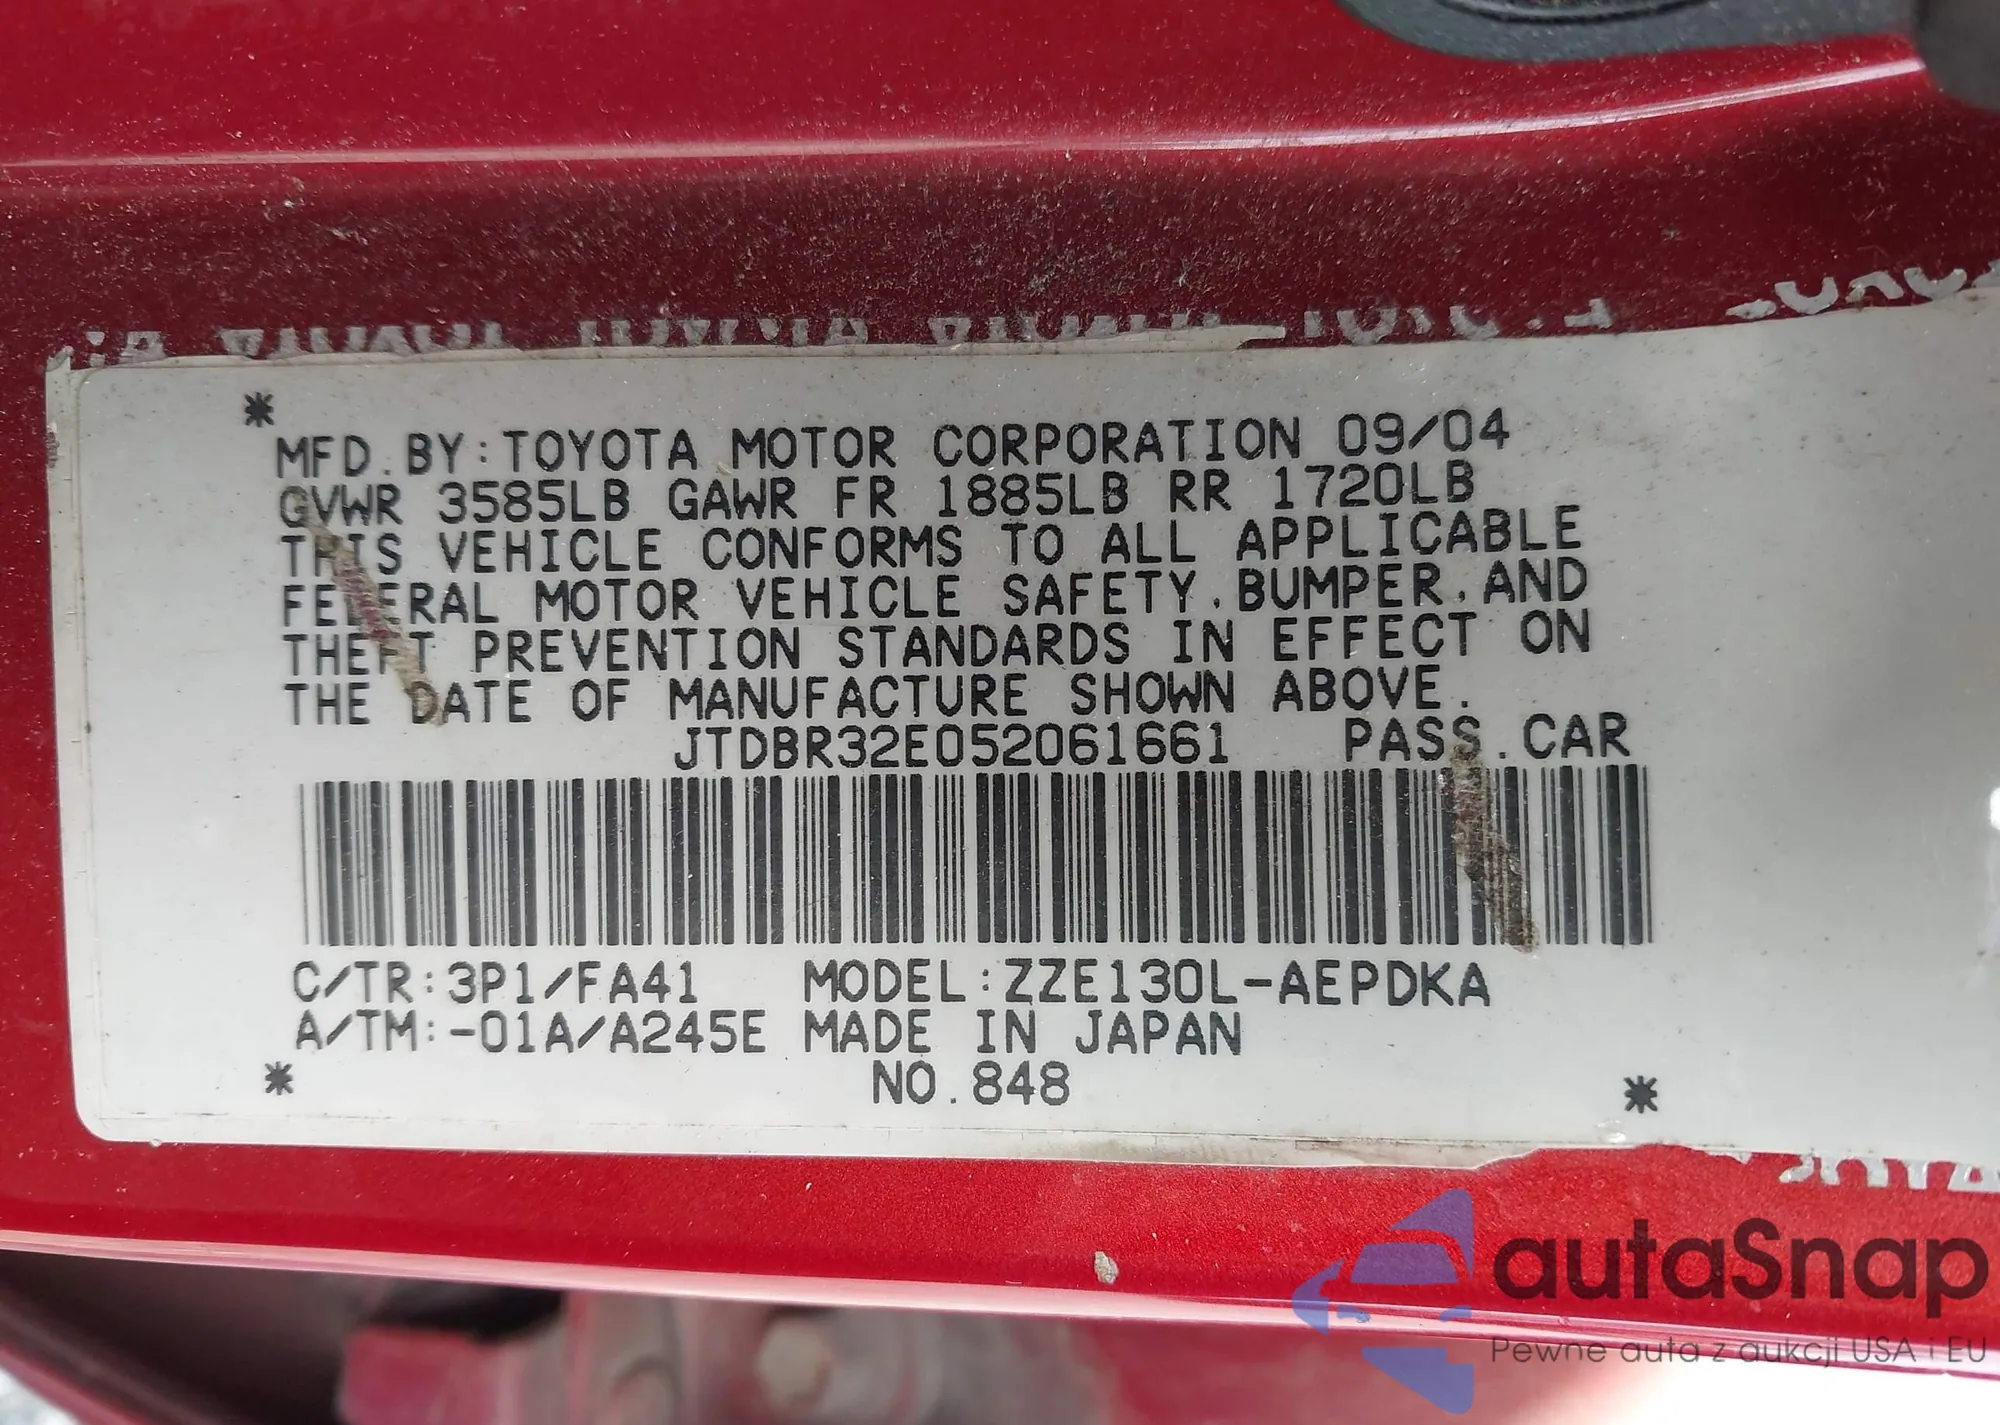 *
MFD.BY:TOYOTA MOTOR CORPORATION 09/04
GVWR 3585LB GAWR FR 1885LB RR 1720LB
THIS VEHICLE CONFORMS TO ALL APPLICABLE
FEDERAL MOTOR VEHICLE SAFETY.BUMPER.AND
THEFT PREVENTION STANDARDS IN EFFECT ON
THE DATE OF MANUFACTURE SHOWN ABOVE.
JTDBR32E052061661 PASS.CAR
C/TR:3P1/FA41 MODEL:ZZE130L-AEPDKA
A/TM:-01A/A245E MADE IN JAPAN
* NO.848 *
autaSnap
Pewne auta z aukcji USA i EU